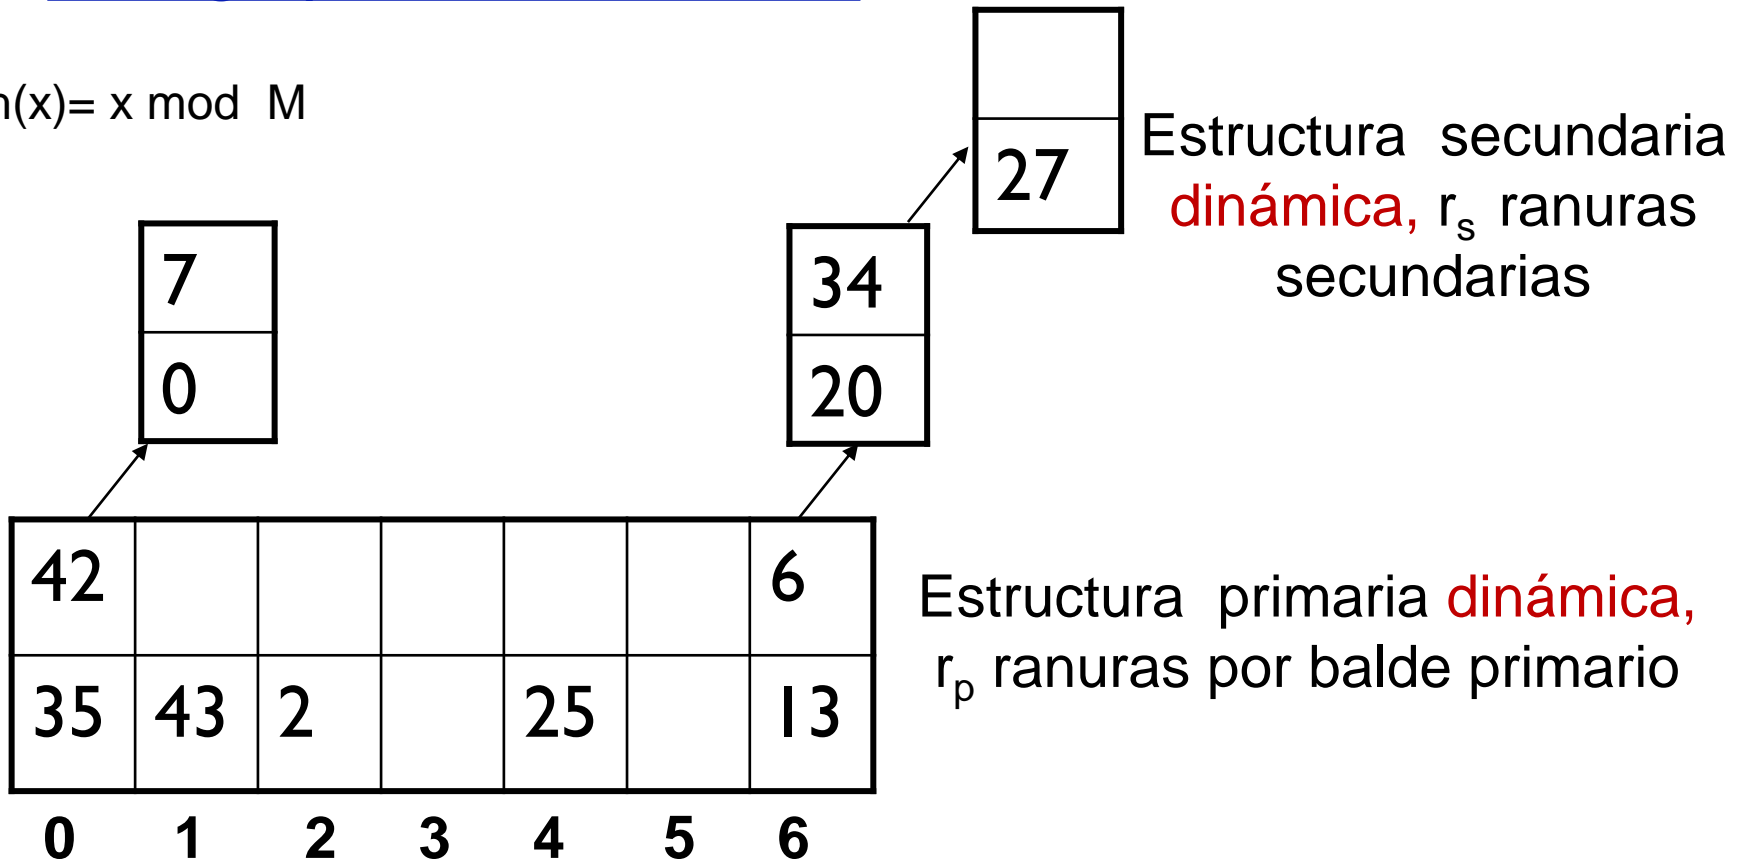 h(x)= x mod M
27
Estructura secundaria
dinámica, rs ranuras
secundarias
7
0
34
20
42 6
35 43 2 25 13
0 1 2 3 4 5 6
Estructura primaria dinámica,
rp ranuras por balde primario